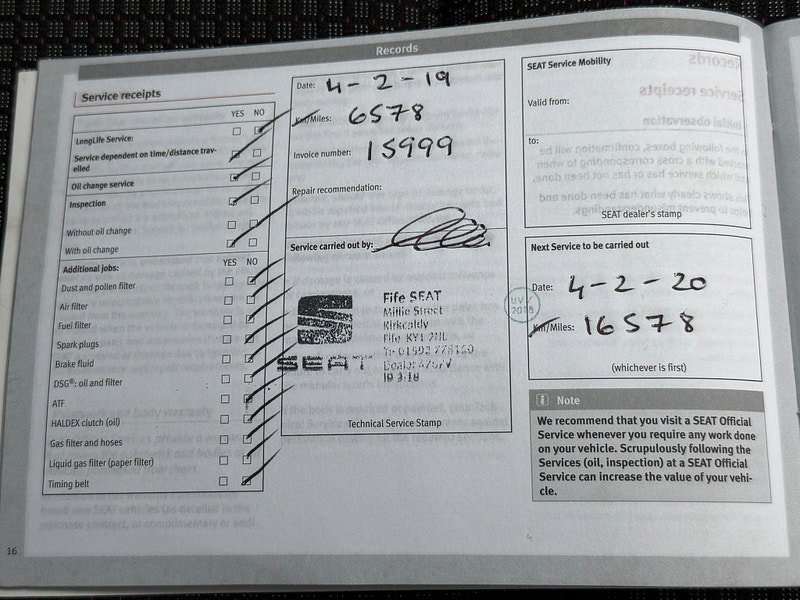 Records
Service receipts
YES NO
LongLife Service:
Service dependent on time/distance trav-
elled
Oil change service
Inspection
Without oil change
With oil change
Additional jobs: YES NO
Dust and pollen filter
Air filter
Fuel filter
Spark plugs
Brake fluid
DSG®: oil and filter
ATF
HALDEX clutch (oil)
Gas filter and hoses
Liquid gas filter (paper filter)
Timing belt
16
Date: 4-2-19
Km/Miles: 6578
Invoice number: 15999
Repair recommendation:
Service carried out by:
SEAT
Fife SEAT
Millie Street
Kirkcaldy
Fife KY1 2NL
Technical Service Stamp
UV
2018
SEAT Service Mobility
Valid from:
to:
SEAT dealer's stamp
Next Service to be carried out
Date: 4-2-20
Km/Miles: 16578
(whichever is first)
i Note
We recommend that you visit a SEAT Official
Service whenever you require any work done
on your vehicle. Scrupulously following the
Services (oil, inspection) at a SEAT Official
Service can increase the value of your vehi-
cle.